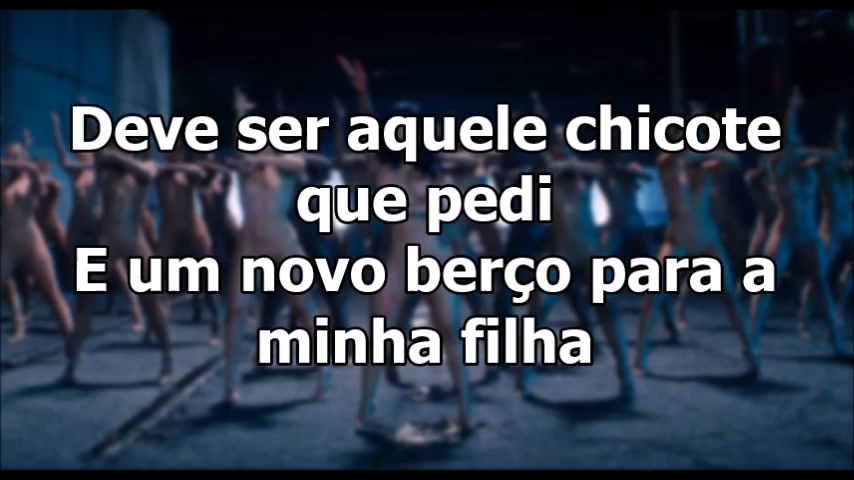 Deve ser aquele chicote
que pedi
E um novo berço para a
minha filha